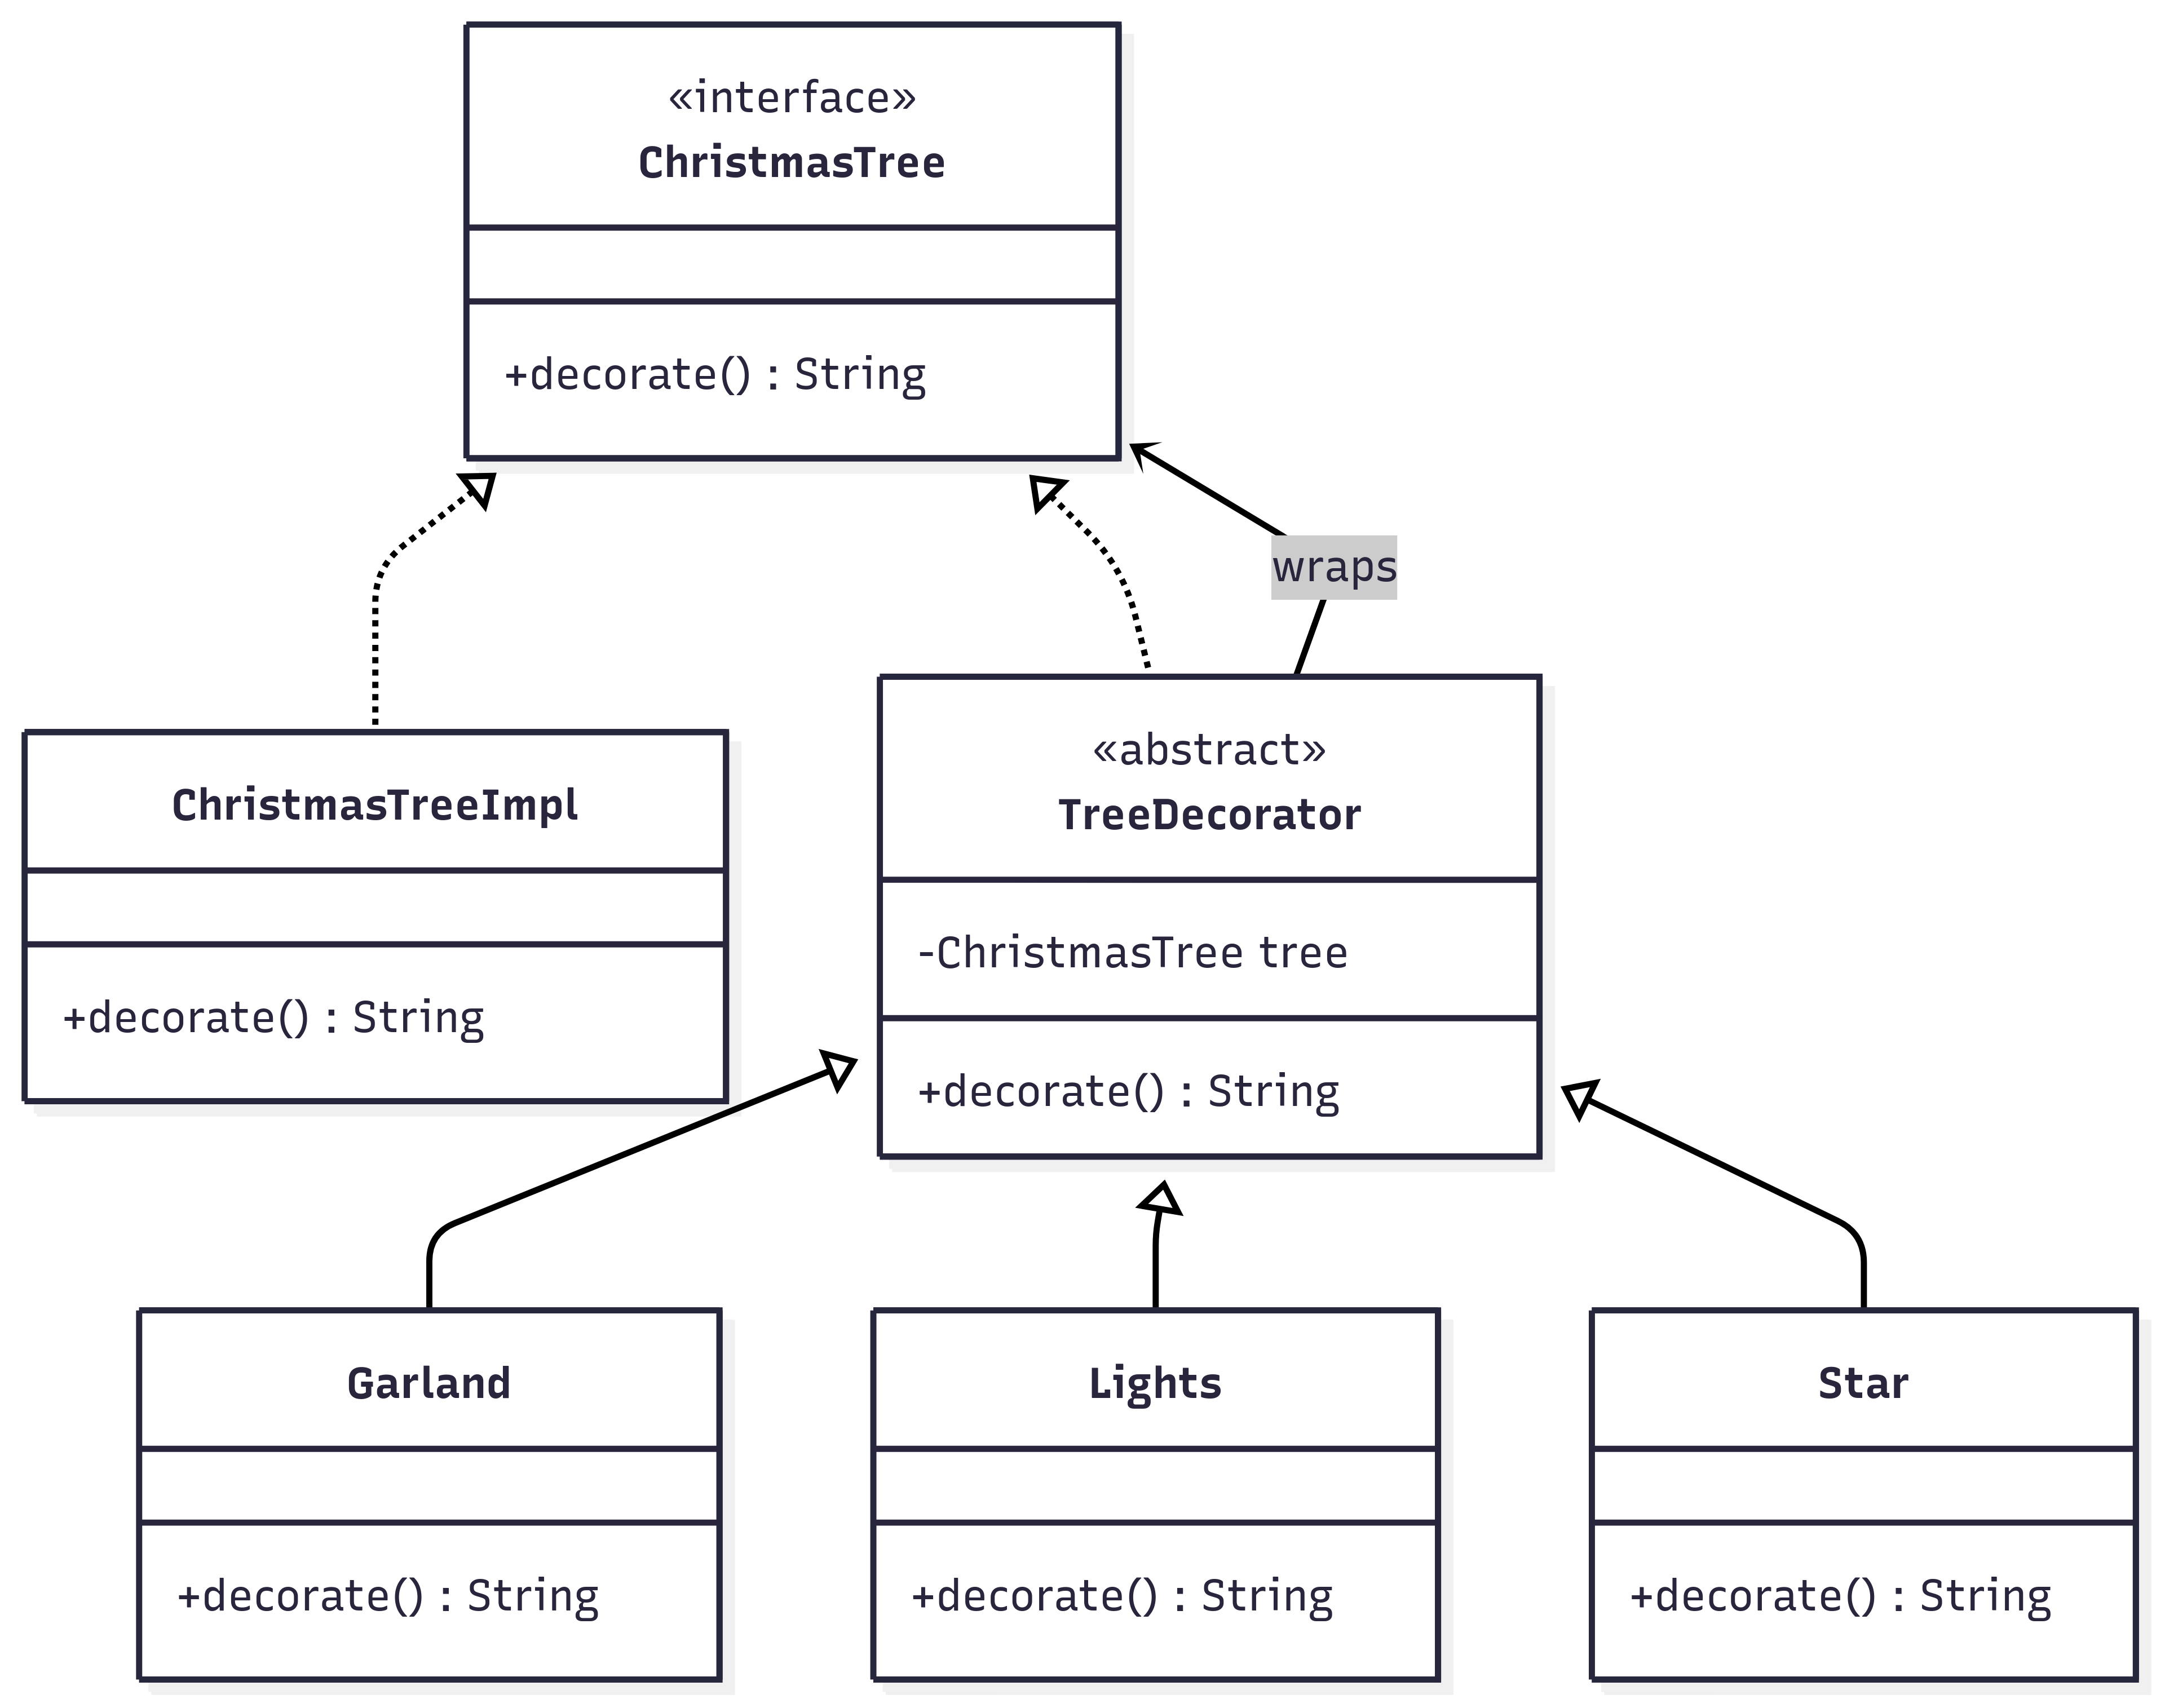 «interface»
ChristmasTree
+decorate() : String
wraps
ChristmasTreeImpl
+decorate() : String
«abstract»
TreeDecorator
-ChristmasTree tree
+decorate() : String
Garland
+decorate() : String
Lights
+decorate() : String
Star
+decorate() : String